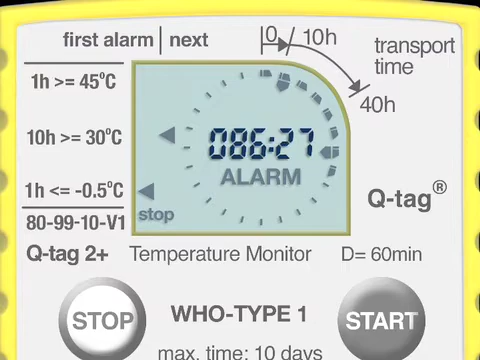 first alarm | next
0 10h
transport
time
40h
1h >= 45°C
10h >= 30°C
1h <= -0.5°C
80-99-10-V1
086:27
ALARM
stop
Q-tag®
Q-tag 2+ Temperature Monitor D= 60min
STOP WHO-TYPE 1 START
max. time: 10 days